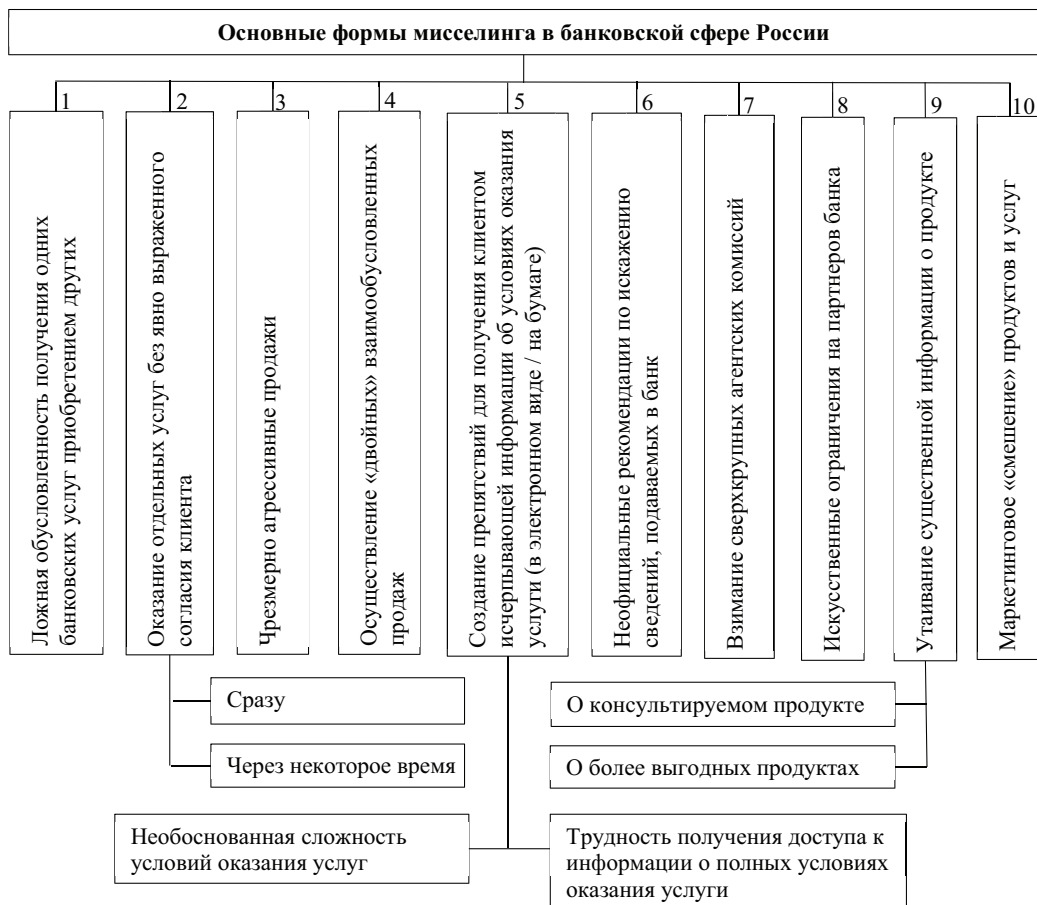 Основные формы мисселинга в банковской сфере России
1
2
3
4
5
6
7
8
9
10
Ложная обусловленность получения одних
банковских услуг приобретением других
Оказание отдельных услуг без явно выраженного
согласия клиента
Чрезмерно агрессивные продажи
Осуществление «двойных» взаимообусловленных
продаж
Создание препятствий для получения клиентом
исчерпывающей информации об условиях оказания
услуги (в электронном виде / на бумаге)
Неофициальные рекомендации по искажению
сведений, подаваемых в банк
Взимание сверхкрупных агентских комиссий
Искусственные ограничения на партнеров банка
Утаивание существенной информации о продукте
Маркетинговое «смешение» продуктов и услуг
Сразу
Через некоторое время
О консультируемом продукте
О более выгодных продуктах
Необоснованная сложность
условий оказания услуг
Трудность получения доступа к
информации о полных условиях
оказания услуги